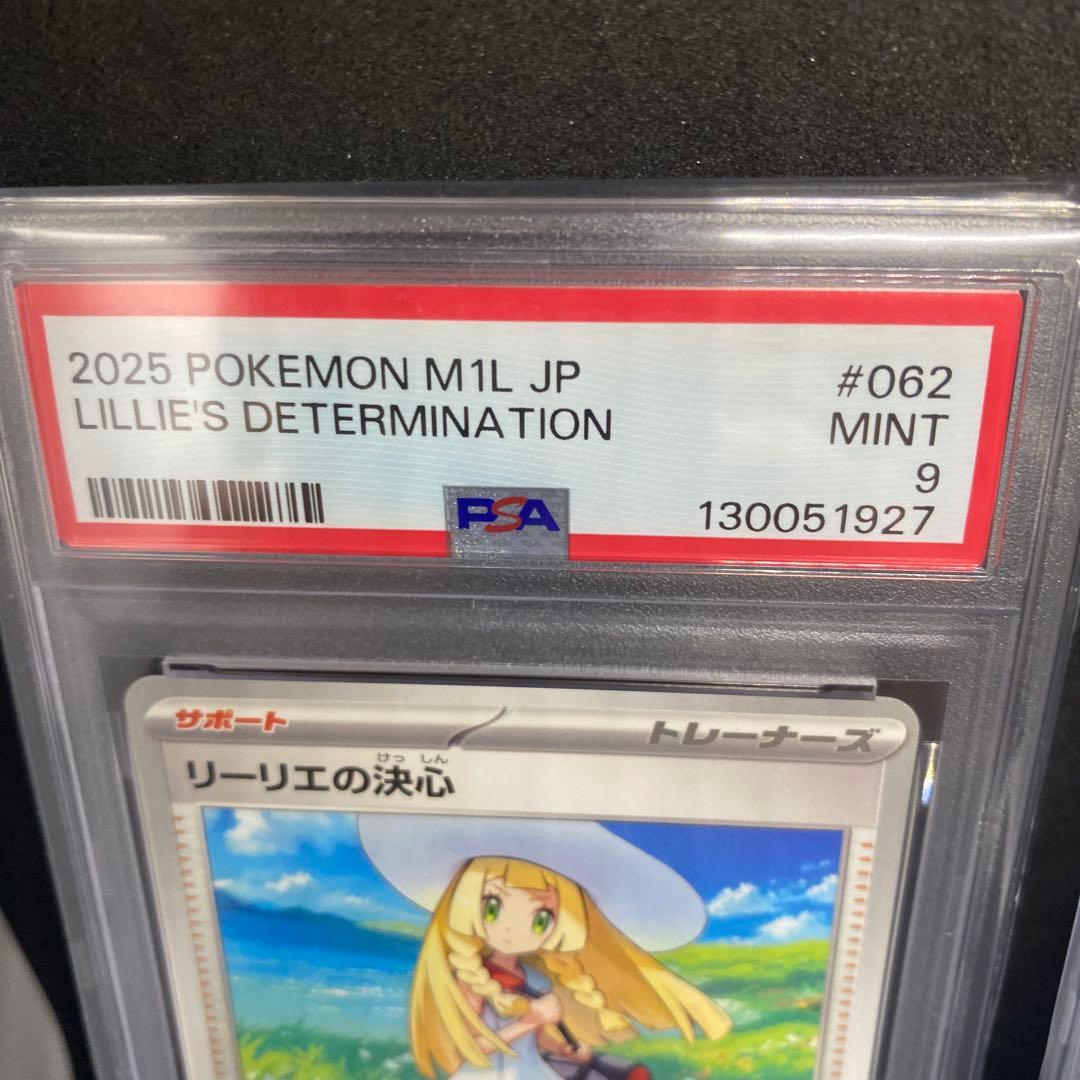 2025 POKEMON M1L JP #062
LILLIE'S DETERMINATION MINT
9
PSA 130051927
サポート トレーナーズ
けっ しん
リーリエの決心